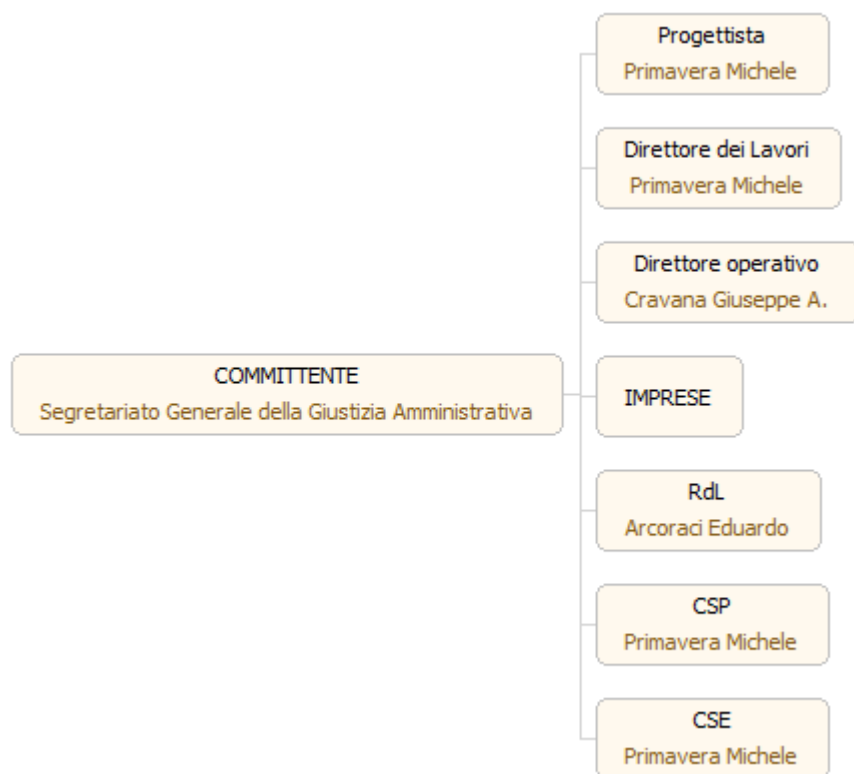 Progettista
Primavera Michele
Direttore dei Lavori
Primavera Michele
Direttore operativo
Cravana Giuseppe A.
COMMITTENTE
Segretariato Generale della Giustizia Amministrativa
IMPRESE
RdL
Arcoraci Eduardo
CSP
Primavera Michele
CSE
Primavera Michele